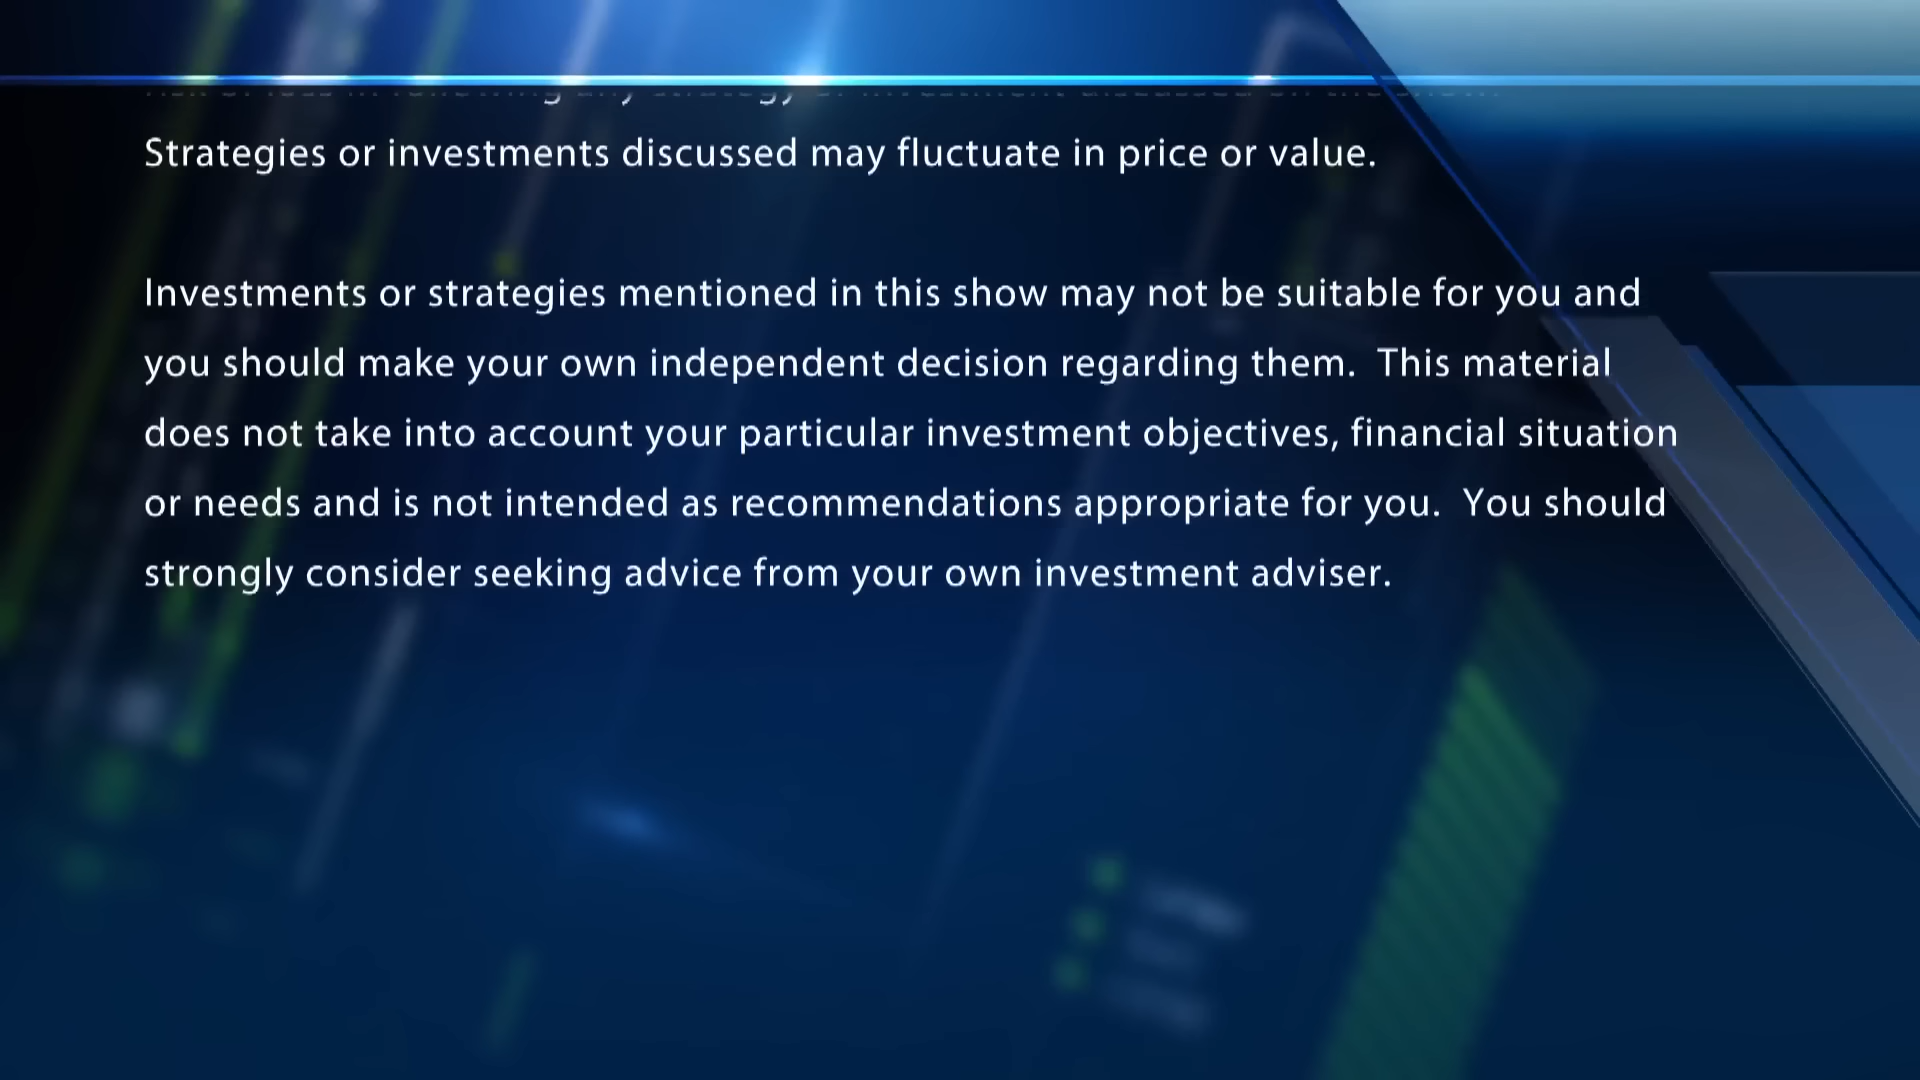 Strategies or investments discussed may fluctuate in price or value.
Investments or strategies mentioned in this show may not be suitable for you and
you should make your own independent decision regarding them.  This material
does not take into account your particular investment objectives, financial situation
or needs and is not intended as recommendations appropriate for you.  You should
strongly consider seeking advice from your own investment adviser.